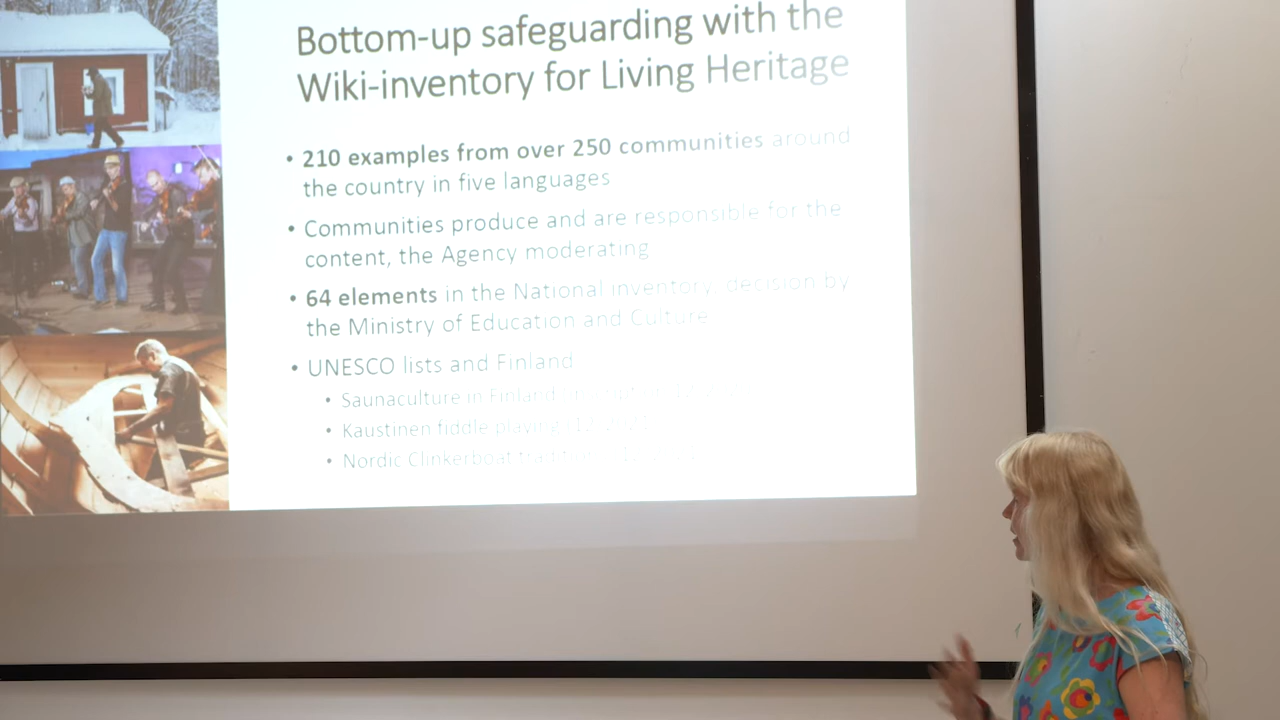 Bottom-up safeguarding with the
Wiki-inventory for Living Heritage
• 210 examples from over 250 communities around
the country in five languages
• Communities produce and are responsible for the
content, the Agency moderating
• 64 elements in the National inventory, decision by
the Ministry of Education and Culture
• UNESCO lists and Finland
• Saunaculture in Finland
• Kaustinen fiddle playing (12/2021)
• Nordic Clinkerboat tradition